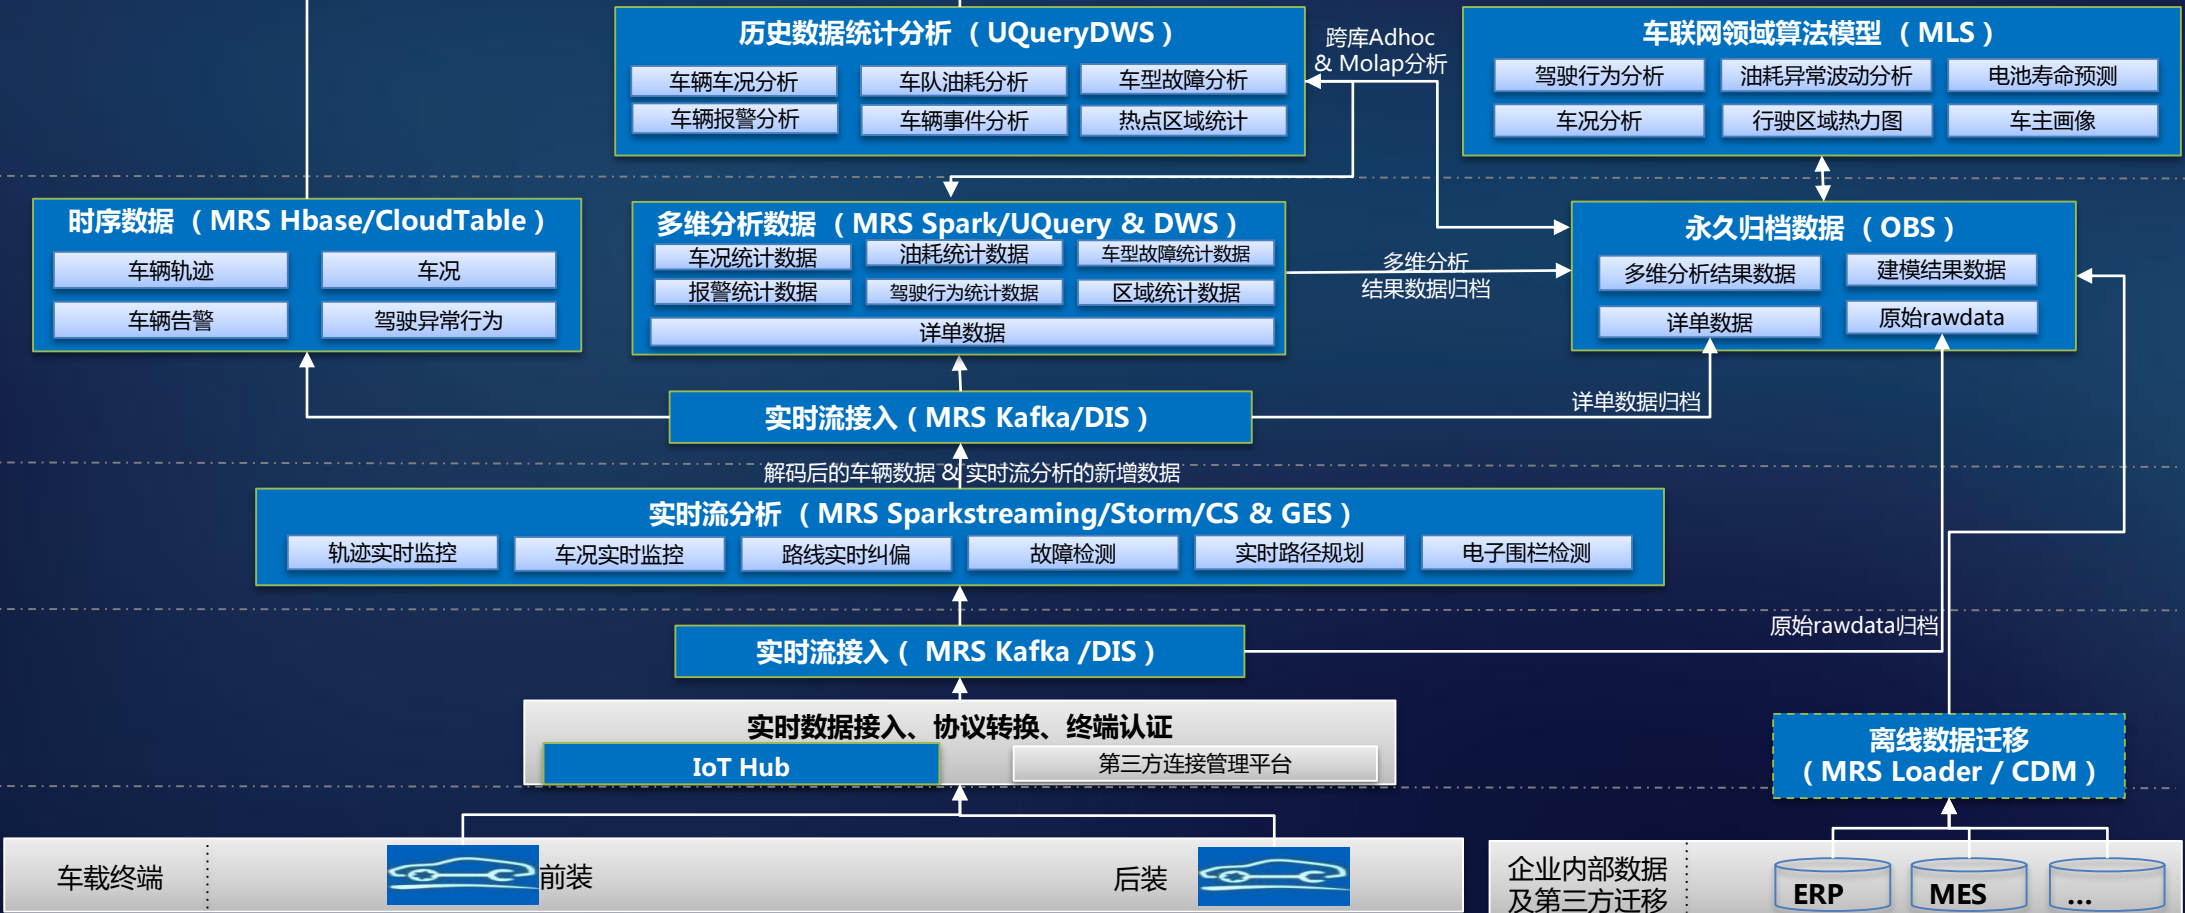 历史数据统计分析 ( UQueryDWS )
车辆车况分析
车队油耗分析
车型故障分析
车辆报警分析
车辆事件分析
热点区域统计
跨库Adhoc
& Molap分析
车联网领域算法模型 ( MLS )
驾驶行为分析
油耗异常波动分析
电池寿命预测
车况分析
行驶区域热力图
车主画像
时序数据 ( MRS Hbase/CloudTable )
车辆轨迹
车况
车辆告警
驾驶异常行为
多维分析数据 ( MRS Spark/UQuery & DWS )
车况统计数据
油耗统计数据
车型故障统计数据
报警统计数据
驾驶行为统计数据
区域统计数据
详单数据
多维分析
结果数据归档
永久归档数据 ( OBS )
多维分析结果数据
建模结果数据
详单数据
原始rawdata
实时流接入 ( MRS Kafka/DIS )
详单数据归档
解码后的车辆数据 & 实时流分析的新增数据
实时流分析 ( MRS Sparkstreaming/Storm/CS & GES )
轨迹实时监控
车况实时监控
路线实时纠偏
故障检测
实时路径规划
电子围栏检测
实时流接入 ( MRS Kafka /DIS )
原始rawdata归档
实时数据接入、协议转换、终端认证
IoT Hub
第三方连接管理平台
离线数据迁移
( MRS Loader / CDM )
车载终端
前装
后装
企业内部数据
及第三方迁移
ERP
MES
...